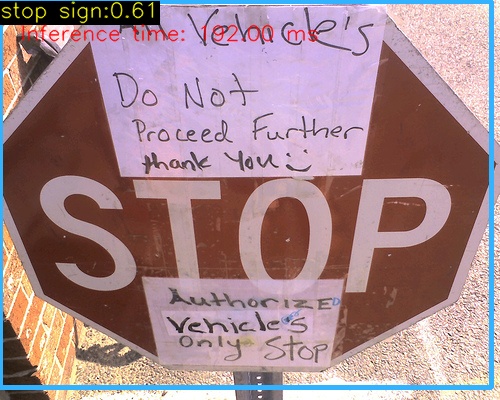 stop sign:0.61
Inference time: 192.00 ms
Vehicle's
Do Not
Proceed Further
thank You
STOP
AuthorizED
Vehicle's
Only Stop